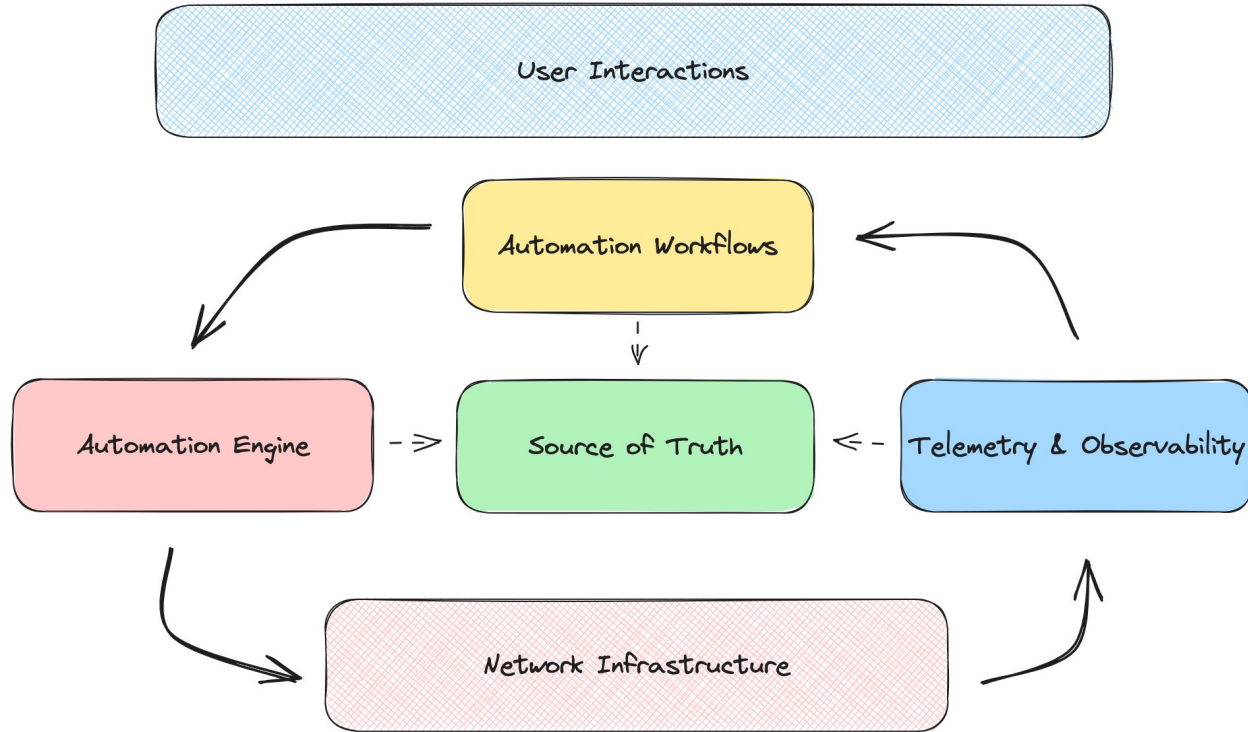 User Interactions
Automation Workflows
Automation Engine
Source of Truth
Telemetry & Observability
Network Infrastructure